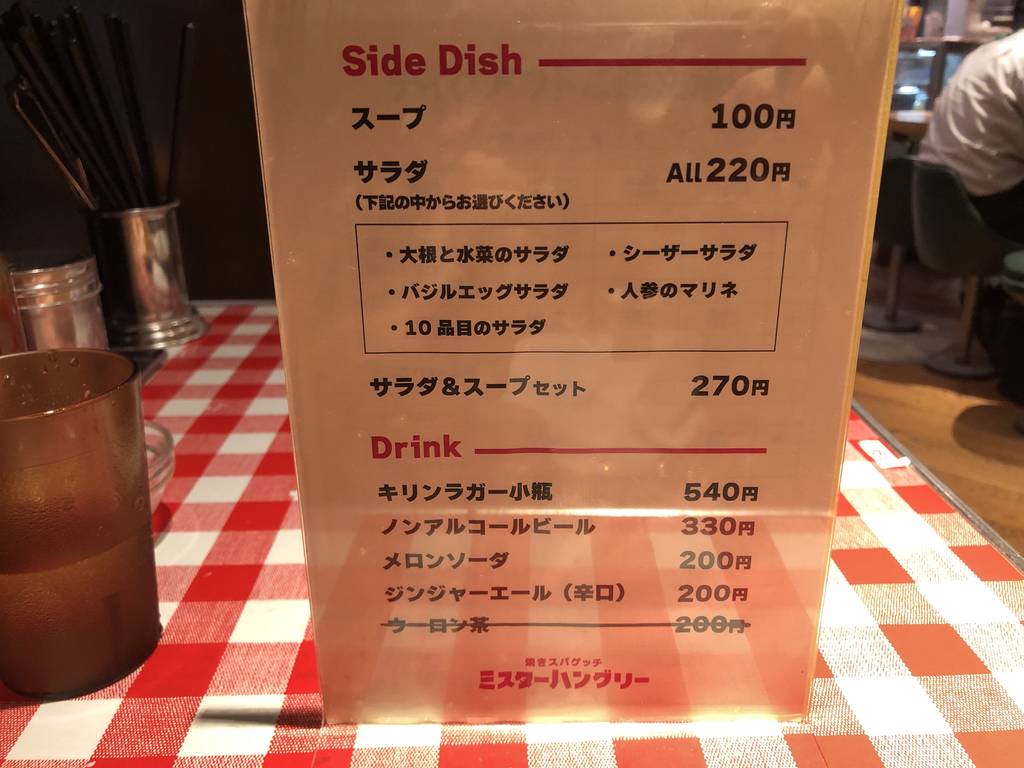 Side Dish
スープ 100円
サラダ All 220円
(下記の中からお選びください)
・大根と水菜のサラダ ・シーザーサラダ
・バジルエッグサラダ ・人参のマリネ
・10品目のサラダ
サラダ&スープセット 270円
Drink
キリンラガー小瓶 540円
ノンアルコールビール 330円
メロンソーダ 200円
ジンジャーエール（辛口） 200円
ウーロン茶 200円
焼きスパゲッチ
ミスターハングリー